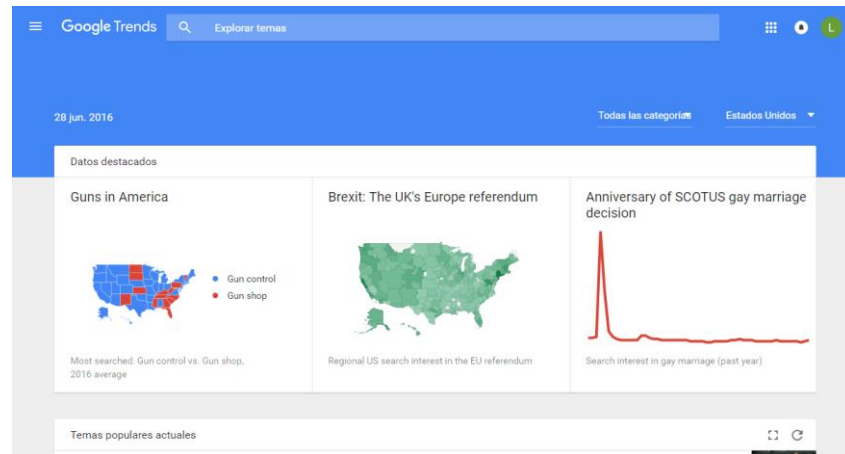 Google Trends
Explorar temas
L
28 jun. 2016
Todas las categorías
Estados Unidos
Datos destacados
Guns in America
Brexit: The UK's Europe referendum
Anniversary of SCOTUS gay marriage
decision
Gun control
Gun shop
Most searched: Gun control vs. Gun shop,
2016 average
Regional US search interest in the EU referendum
Search interest in gay marriage (past year)
Temas populares actuales